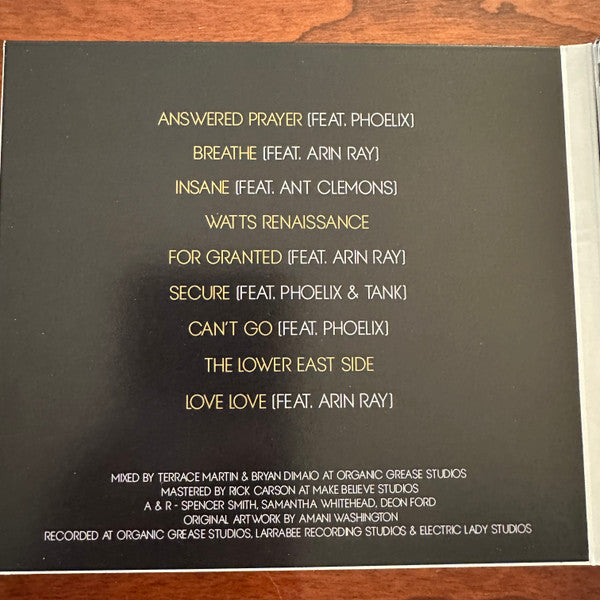 ANSWERED PRAYER (FEAT. PHOELIX)
BREATHE (FEAT. ARIN RAY)
INSANE (FEAT. ANT CLEMONS)
WATTS RENAISSANCE
FOR GRANTED (FEAT. ARIN RAY)
SECURE (FEAT. PHOELIX & TANK)
CAN'T GO (FEAT. PHOELIX)
THE LOWER EAST SIDE
LOVE LOVE (FEAT. ARIN RAY)
MIXED BY TERRACE MARTIN & BRYAN DIMAIO AT ORGANIC GREASE STUDIOS
MASTERED BY RICK CARSON AT MAKE BELIEVE STUDIOS
A & R - SPENCER SMITH, SAMANTHA WHITEHEAD, DEON FORD
ORIGINAL ARTWORK BY AMANI WASHINGTON
RECORDED AT ORGANIC GREASE STUDIOS, LARRABEE RECORDING STUDIOS & ELECTRIC LADY STUDIOS